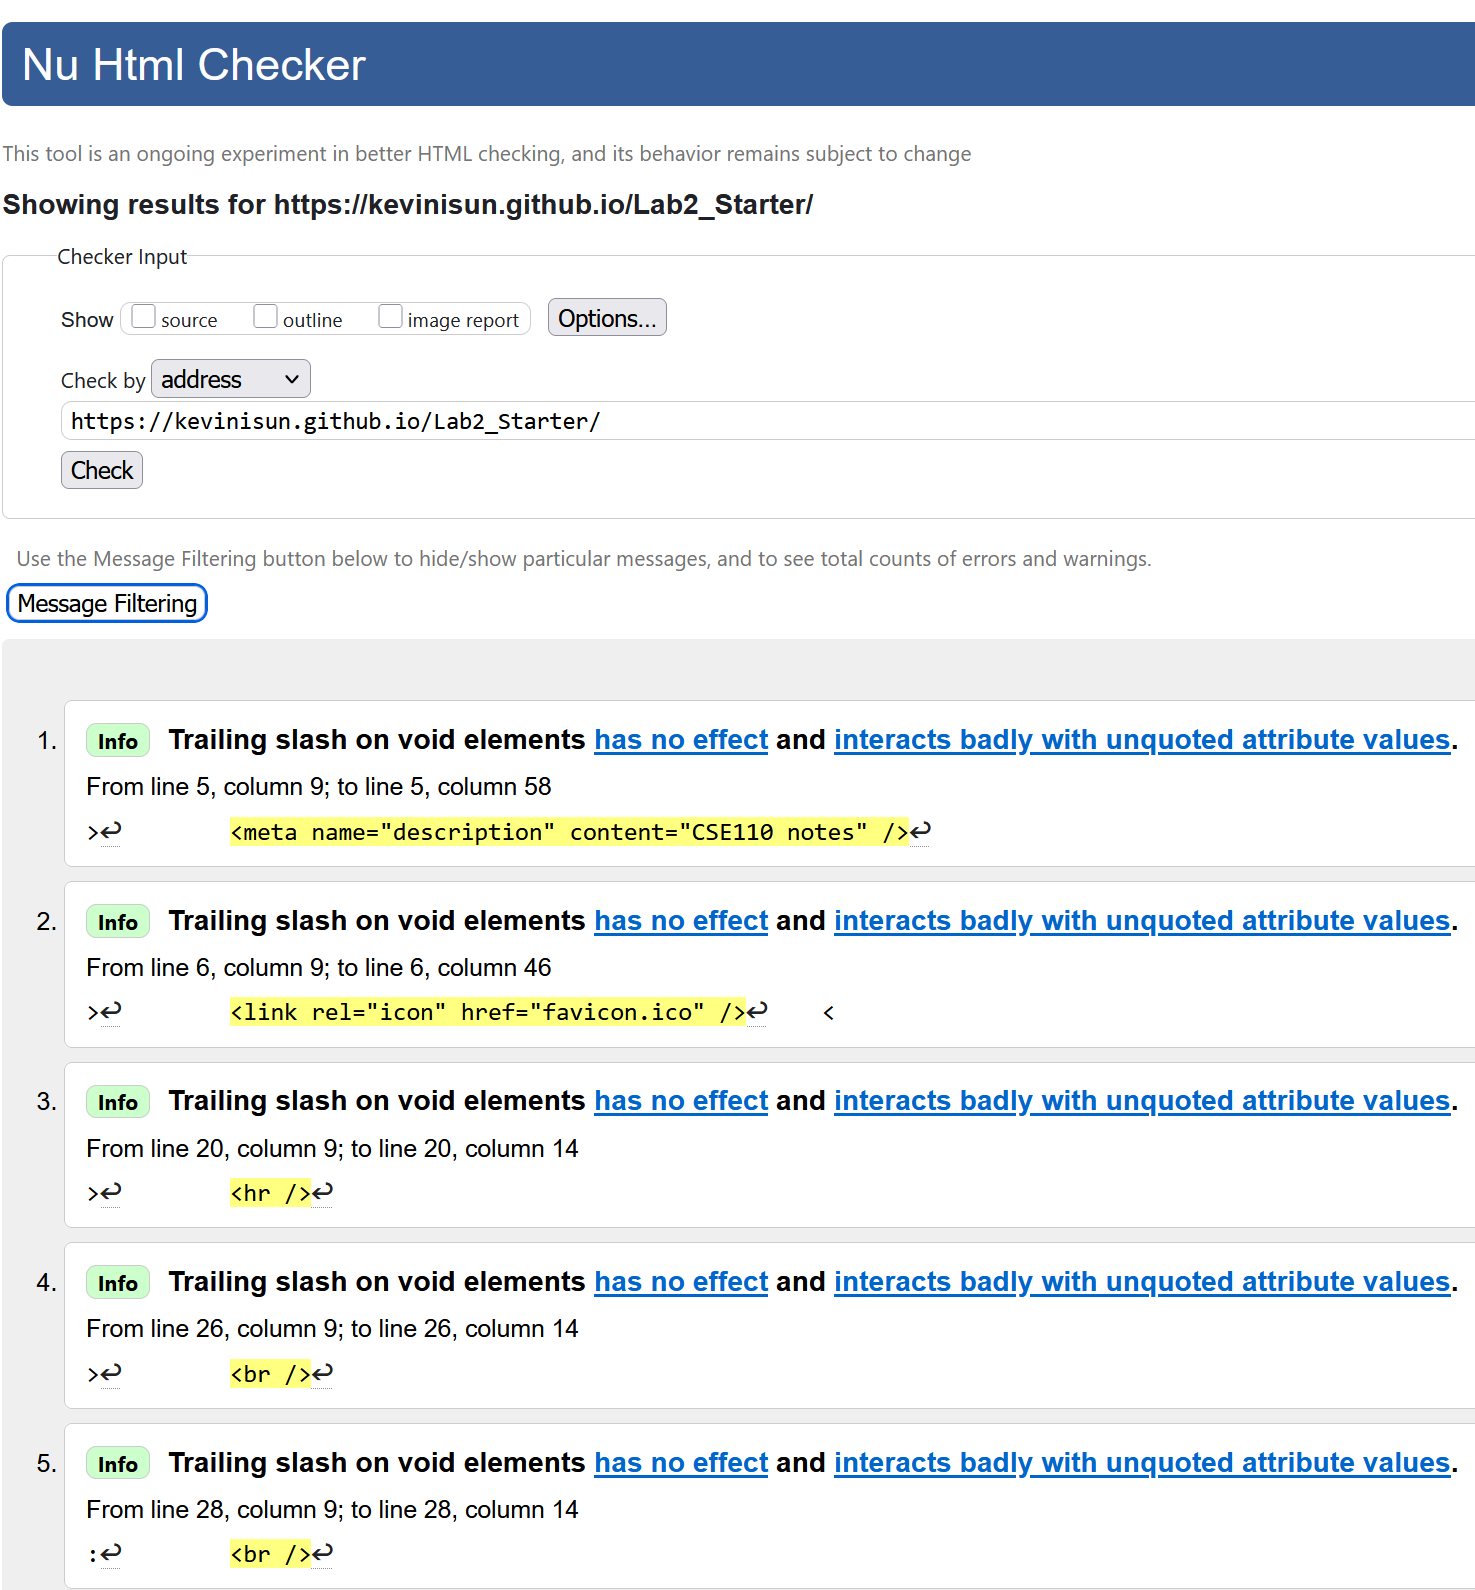 Nu Html Checker
This tool is an ongoing experiment in better HTML checking, and its behavior remains subject to change
Showing results for https://kevinisun.github.io/Lab2_Starter/
Checker Input
Show source outline image report Options...
Check by address
https://kevinisun.github.io/Lab2_Starter/
Check
Use the Message Filtering button below to hide/show particular messages, and to see total counts of errors and warnings.
Message Filtering
1. Info Trailing slash on void elements has no effect and interacts badly with unquoted attribute values.
From line 5, column 9; to line 5, column 58
>↩ <meta name="description" content="CSE110 notes" />↩
2. Info Trailing slash on void elements has no effect and interacts badly with unquoted attribute values.
From line 6, column 9; to line 6, column 46
>↩ <link rel="icon" href="favicon.ico" />↩ <
3. Info Trailing slash on void elements has no effect and interacts badly with unquoted attribute values.
From line 20, column 9; to line 20, column 14
>↩ <hr />↩
4. Info Trailing slash on void elements has no effect and interacts badly with unquoted attribute values.
From line 26, column 9; to line 26, column 14
>↩ <br />↩
5. Info Trailing slash on void elements has no effect and interacts badly with unquoted attribute values.
From line 28, column 9; to line 28, column 14
:↩ <br />↩